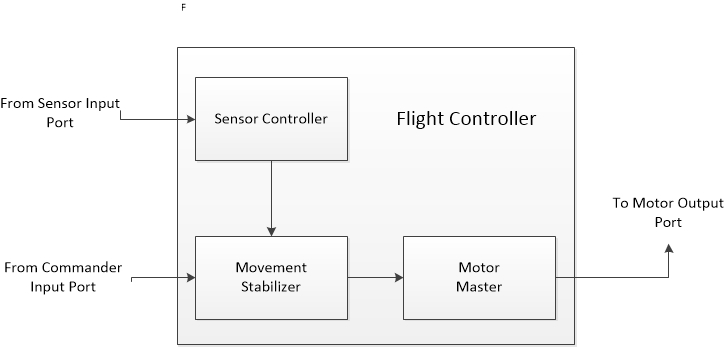 F
From Sensor Input
Port
Sensor Controller
Flight Controller
To Motor Output
Port
From Commander
Input Port
Movement
Stabilizer
Motor
Master